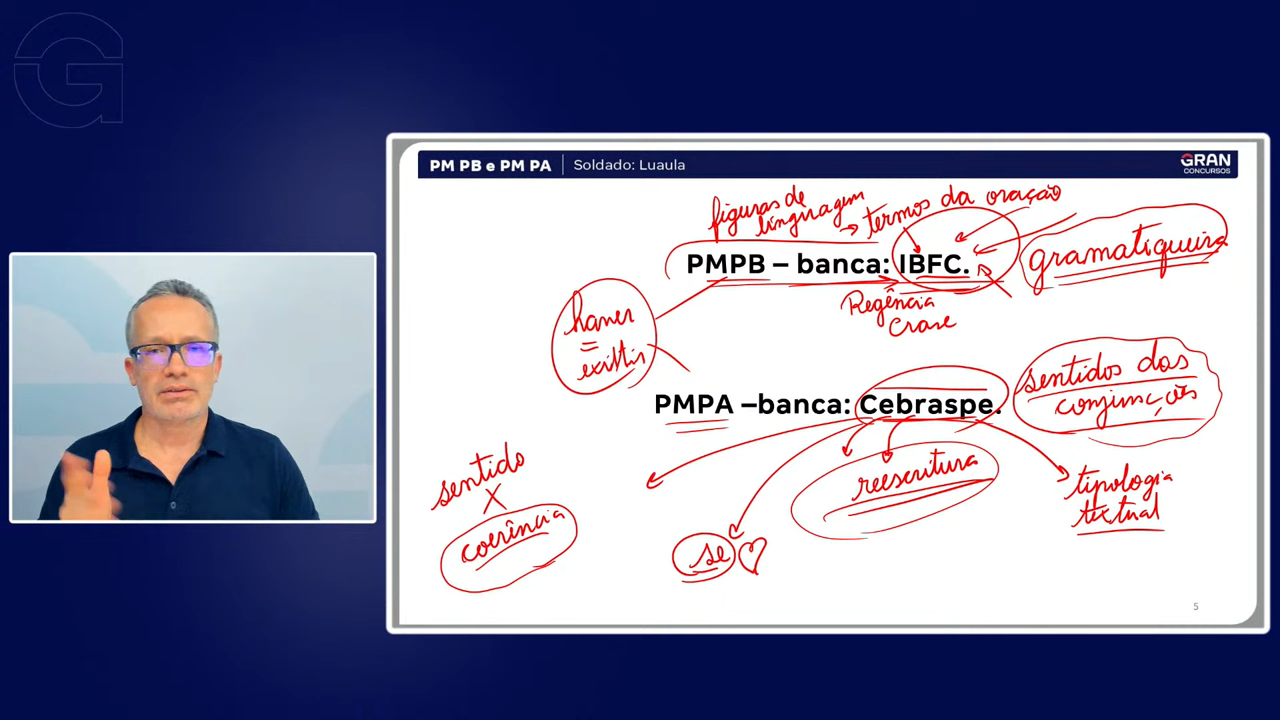 PM PB e PM PA
Soldado: Luaula
GRAN
CONCURSOS
figuras de
linguagem
→ termos da oração
PMPB – banca: IBFC.
gramatiqueira
Regência
Crase
haver
=
existir
PMPA –banca: Cebraspe.
sentidos das
conjunções
sentido
X
coerência
reescritura
tipologia
textual
se
5